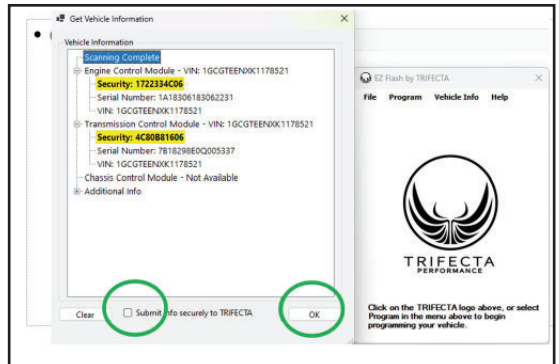 Get Vehicle Information
Vehicle Information
Scanning Complete
Engine Control Module - VIN: 1GCGTEENXK1178521
Security: 1722334C06
Serial Number: 1A18306183062231
VIN: 1GCGTEENXK1178521
Transmission Control Module - VIN: 1GCGTEENXK1178521
Security: 4C80B81606
Serial Number: 7818298E0Q005337
VIN: 1GCGTEENXK1178521
Chassis Control Module - Not Available
Additional Info
Clear
Submit info securely to TRIFECTA
OK
EZ Flash by TRIFECTA
File Program Vehicle Info Help
TRIFECTA
PERFORMANCE
Click on the TRIFECTA logo above, or select
Program in the menu above to begin
programming your vehicle.